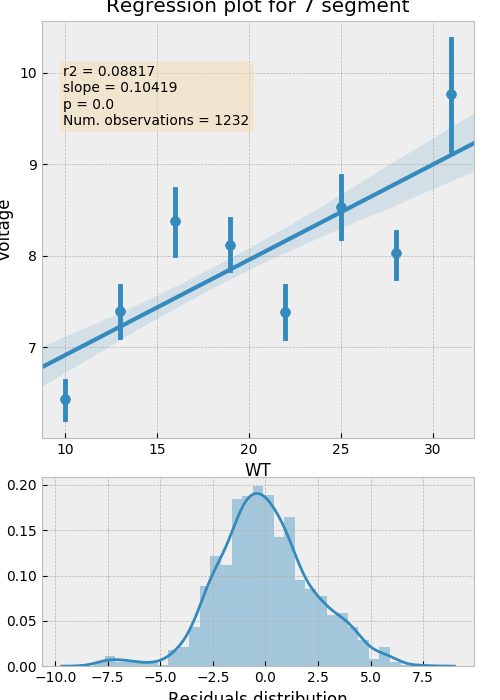 Regression plot for 7 segment
r2 = 0.08817
slope = 0.10419
p = 0.0
Num. observations = 1232
10
9
8
7
Voltage
10 15 20 25 30
WT
0.20
0.15
0.10
0.05
0.00
−10.0 −7.5 −5.0 −2.5 0.0 2.5 5.0 7.5
Residuals distribution